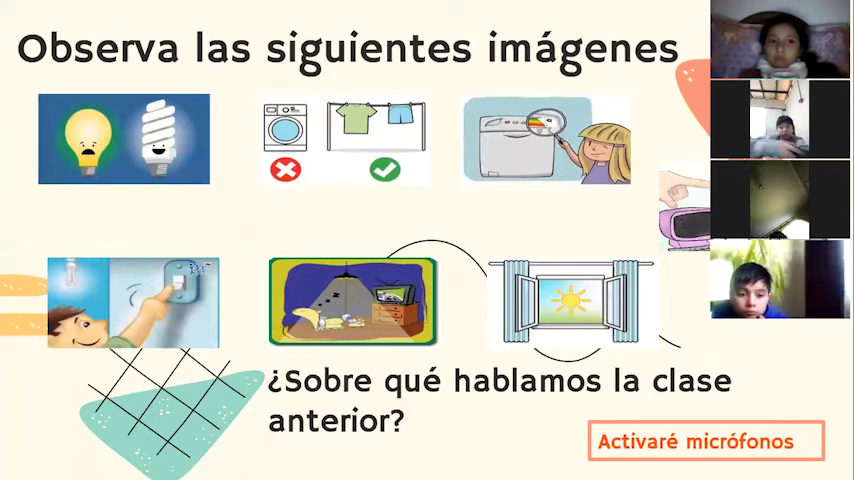 Observa las siguientes imágenes
¿Sobre qué hablamos la clase
anterior?
Activaré micrófonos